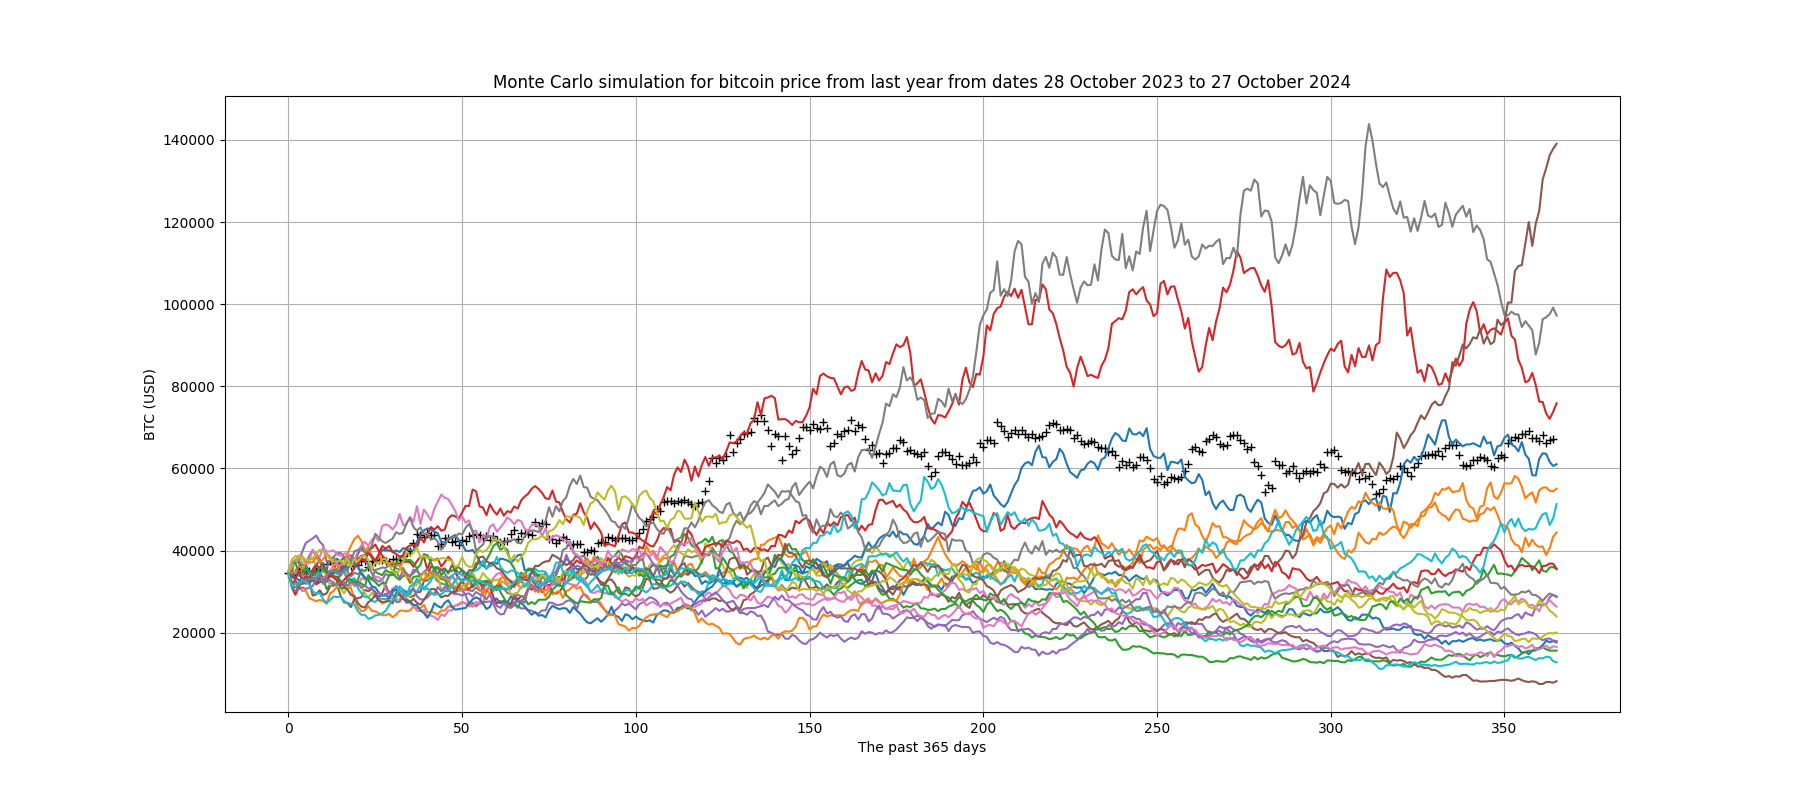 Monte Carlo simulation for bitcoin price from last year from dates 28 October 2023 to 27 October 2024
140000
120000
100000
80000
60000
40000
20000
BTC (USD)
0 50 100 150 200 250 300 350
The past 365 days